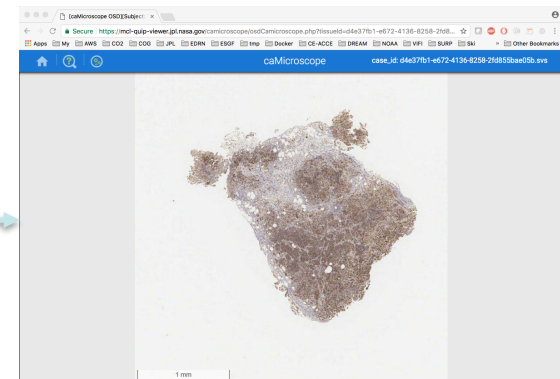 [caMicroscope OSD][Subject: ×
Secure https://mci-quip-viewer.jpl.nasa.gov/camicroscope/osdCamicroscope.php?tissueId=d4e37fb1-e672-4136-8258-2fd8...
Apps My AWS CO2 COG JPL EDRN ESGF tmp Docker CE-ACCE DREAM NOAA ViFi SURP Ski » Other Bookmarks
caMicroscope case_id: d4e37fb1-e672-4136-8258-2fd855bae05b.svs
1 mm